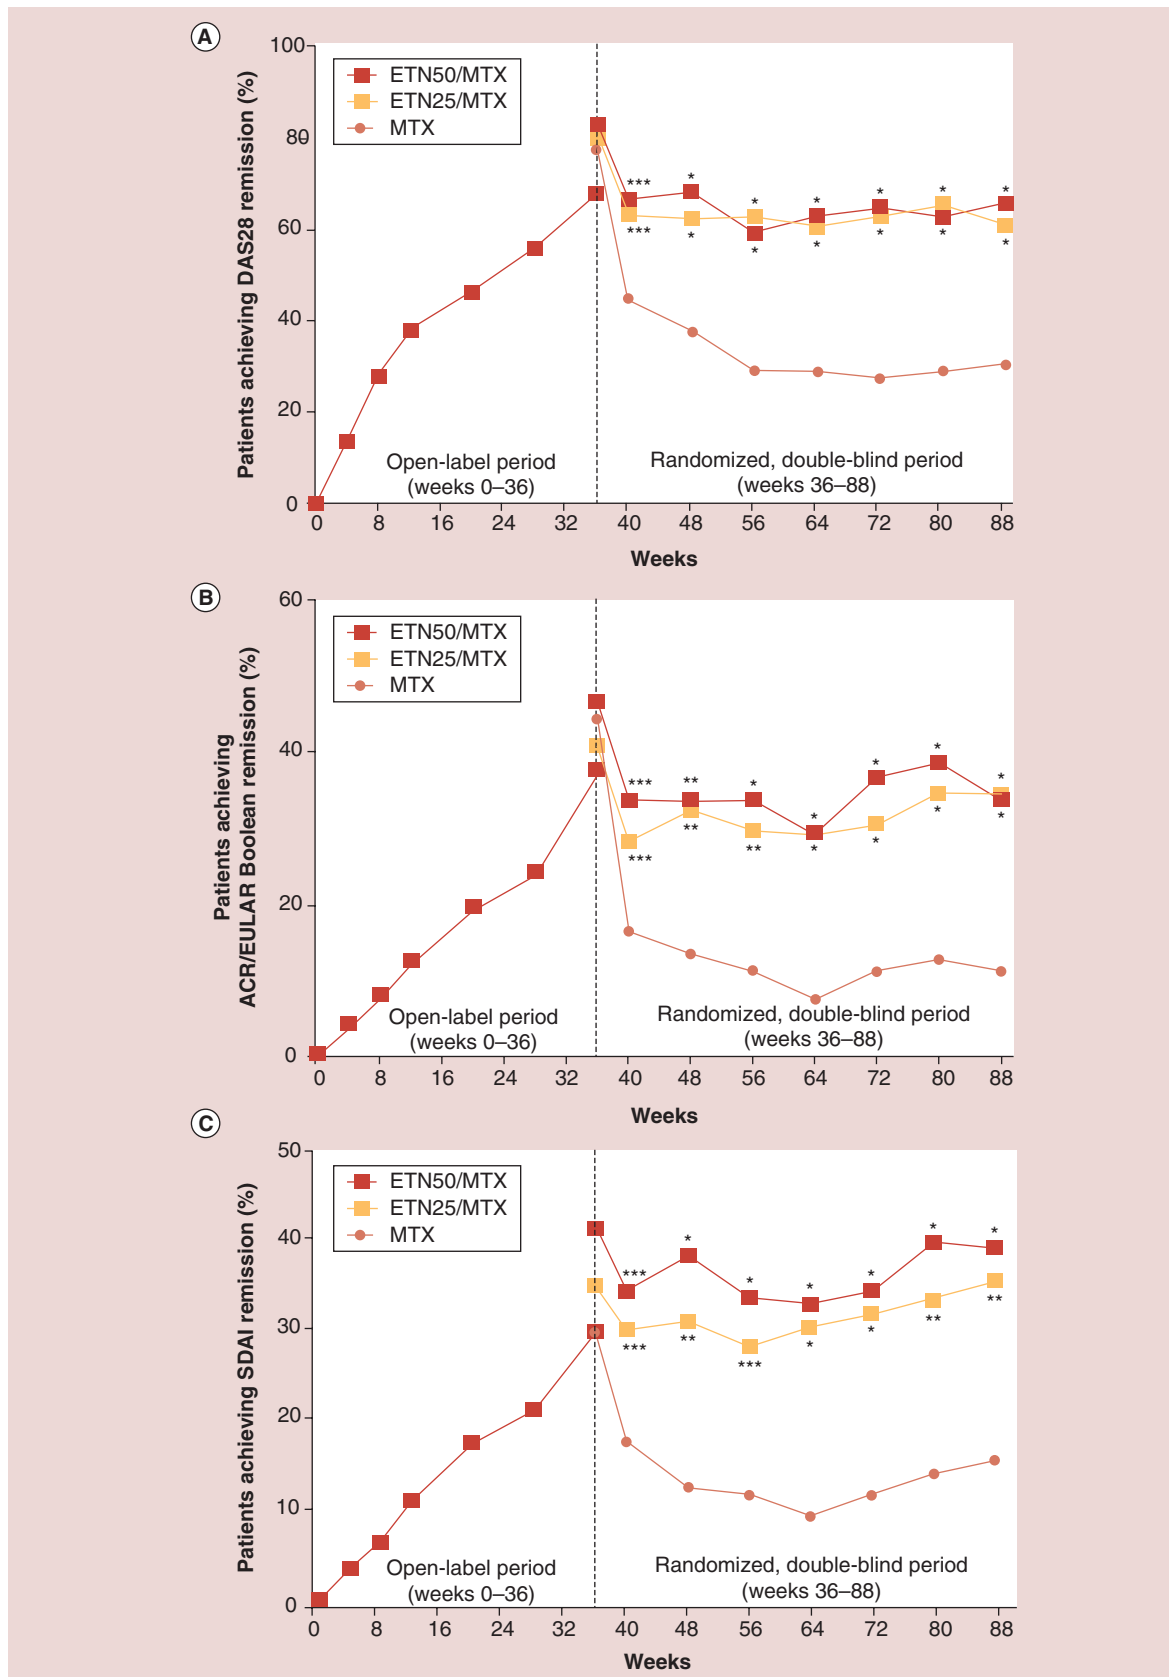 A
Patients achieving DAS28 remission (%)
100
80
60
40
20
0
ETN50/MTX
ETN25/MTX
MTX
*** * * * * * *
*** * * * * * *
Open-label period
(weeks 0–36)
Randomized, double-blind period
(weeks 36–88)
0 8 16 24 32 40 48 56 64 72 80 88
Weeks
B
Patients achieving
ACR/EULAR Boolean remission (%)
60
40
20
0
ETN50/MTX
ETN25/MTX
MTX
*** ** * * * * *
*** ** ** * * * *
Open-label period
(weeks 0–36)
Randomized, double-blind period
(weeks 36–88)
0 8 16 24 32 40 48 56 64 72 80 88
Weeks
C
Patients achieving SDAI remission (%)
50
40
30
20
10
0
ETN50/MTX
ETN25/MTX
MTX
*** * * * * * *
*** ** *** * * ** **
Open-label period
(weeks 0–36)
Randomized, double-blind period
(weeks 36–88)
0 8 16 24 32 40 48 56 64 72 80 88
Weeks